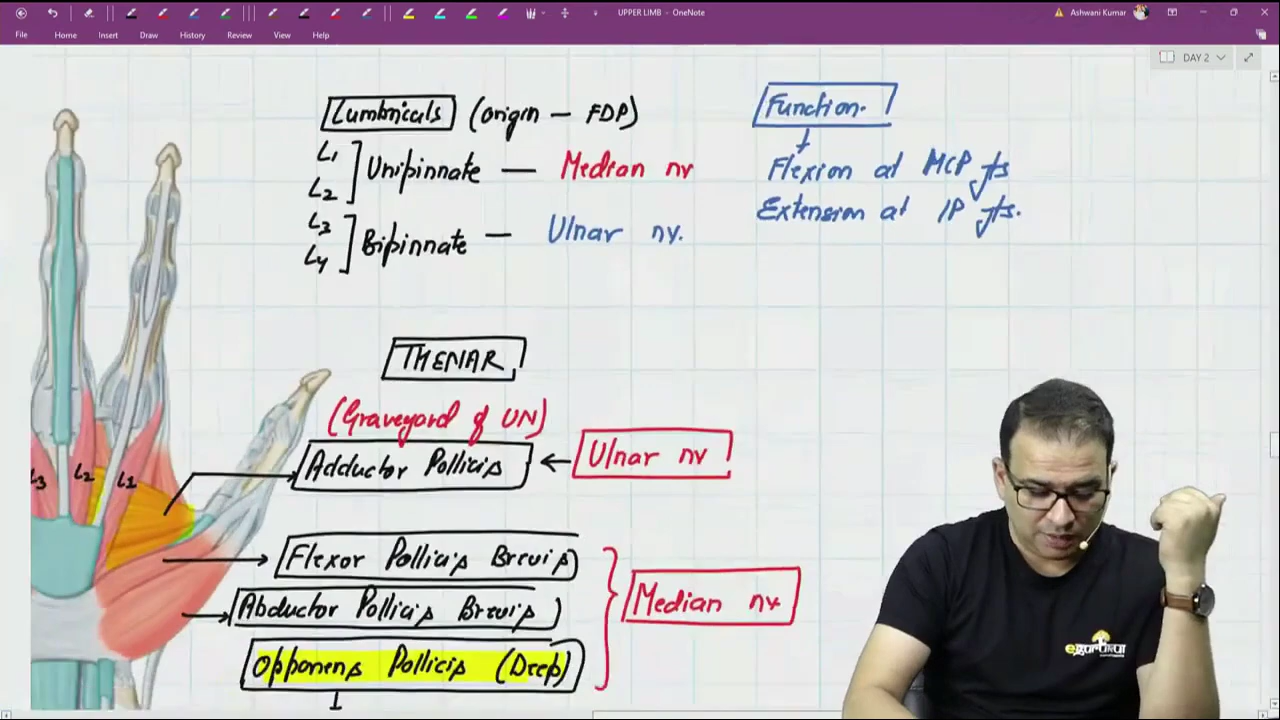 UPPER LIMB - OneNote
Ashwani Kumar
File Home Insert Draw History Review View Help
DAY 2
Lumbricals (origin — FDP)
L1
L2
Unipinnate — Median nv
L3
L4
Bipinnate — Ulnar nv.
Function.
Flexion at MCP jts
Extension at IP jts.
THENAR
(Graveyard of UN)
Adductor Pollicis ← Ulnar nv
L3 L2 L1
Flexor Pollicis Brevis
Abductor Pollicis Brevis
Opponens Pollicis (Deep)
Median nv
egurukul